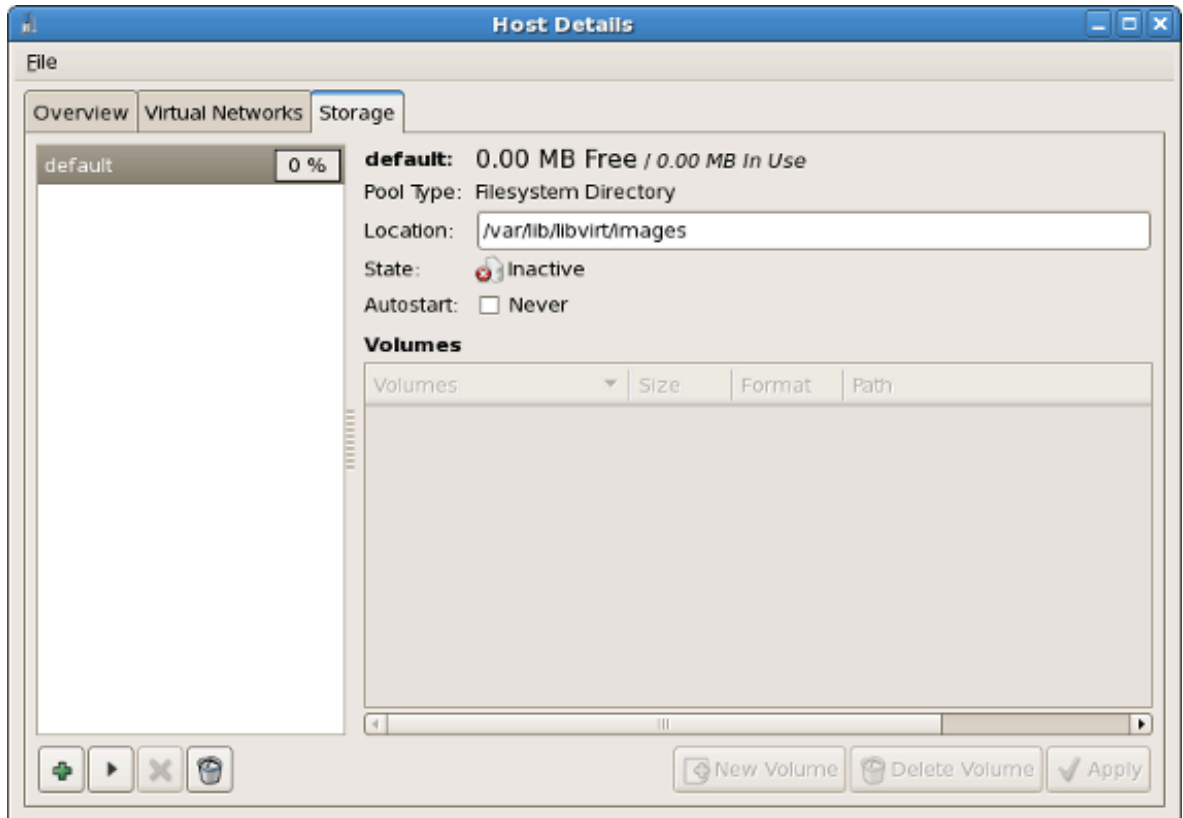 Host Details
File
Overview Virtual Networks Storage
default 0 %
default: 0.00 MB Free / 0.00 MB In Use
Pool Type: Filesystem Directory
Location: /var/lib/libvirt/images
State: Inactive
Autostart: Never
Volumes
Volumes Size Format Path
New Volume Delete Volume Apply